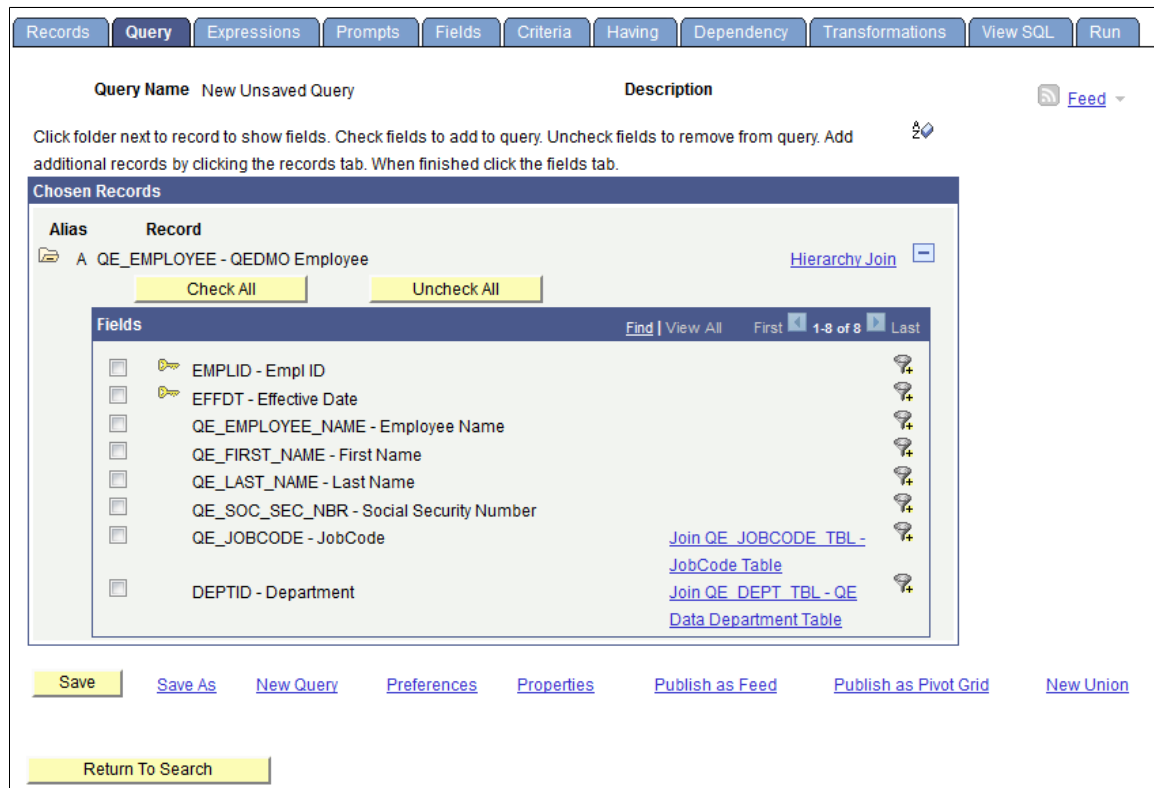 Records Query Expressions Prompts Fields Criteria Having Dependency Transformations View SQL Run
Query Name New Unsaved Query Description
Feed
Click folder next to record to show fields. Check fields to add to query. Uncheck fields to remove from query. Add
additional records by clicking the records tab. When finished click the fields tab.
Chosen Records
Alias Record
A QE_EMPLOYEE - QEDMO Employee Hierarchy Join
Check All Uncheck All
Fields Find | View All First 1-8 of 8 Last
EMPLID - Empl ID
EFFDT - Effective Date
QE_EMPLOYEE_NAME - Employee Name
QE_FIRST_NAME - First Name
QE_LAST_NAME - Last Name
QE_SOC_SEC_NBR - Social Security Number
QE_JOBCODE - JobCode Join QE_JOBCODE_TBL -
JobCode Table
DEPTID - Department Join QE_DEPT_TBL - QE
Data Department Table
Save Save As New Query Preferences Properties Publish as Feed Publish as Pivot Grid New Union
Return To Search